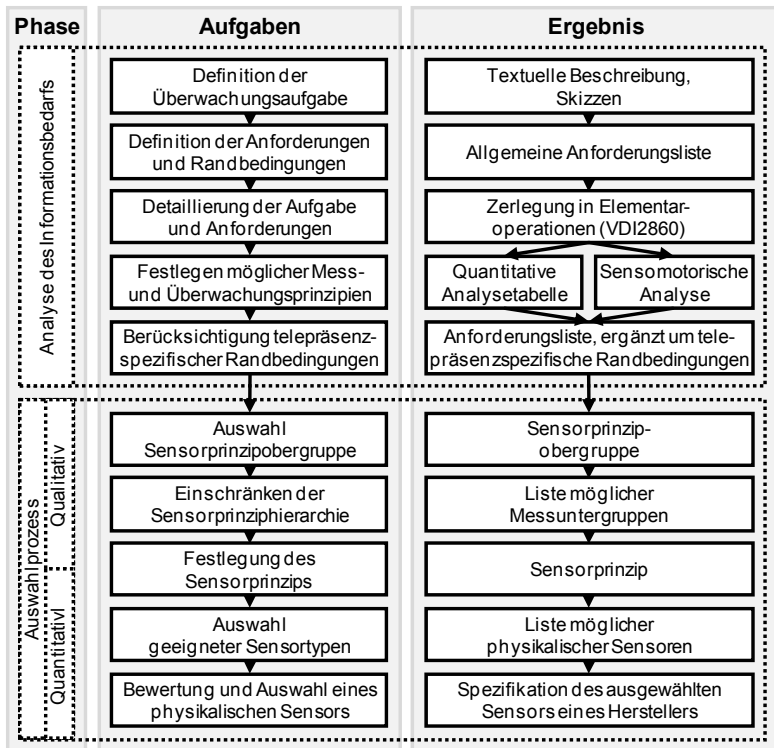 Phase
Aufgaben
Ergebnis
Analyse des Informationsbedarfs
Definition der
Überwachungsaufgabe
Textuelle Beschreibung,
Skizzen
Definition der Anforderungen
und Randbedingungen
Allgemeine Anforderungsliste
Detaillierung der Aufgabe
und Anforderungen
Zerlegung in Elementar-
operationen (VDI2860)
Festlegen möglicher Mess-
und Überwachungsprinzipien
Quantitative
Analysetabelle
Sensomotorische
Analyse
Berücksichtigung telepräsenz-
spezifischer Randbedingungen
Anforderungsliste, ergänzt um tele-
präsenzspezifische Randbedingungen
Auswahlprozess
Qualitativ
Auswahl
Sensorprinzipobergruppe
Sensorprinzip-
obergruppe
Einschränken der
Sensorprinziphierarchie
Liste möglicher
Messuntergruppen
Festlegung des
Sensorprinzips
Sensorprinzip
Quantitativl
Auswahl
geeigneter Sensortypen
Liste möglicher
physikalischer Sensoren
Bewertung und Auswahl eines
physikalischen Sensors
Spezifikation des ausgewählten
Sensors eines Herstellers